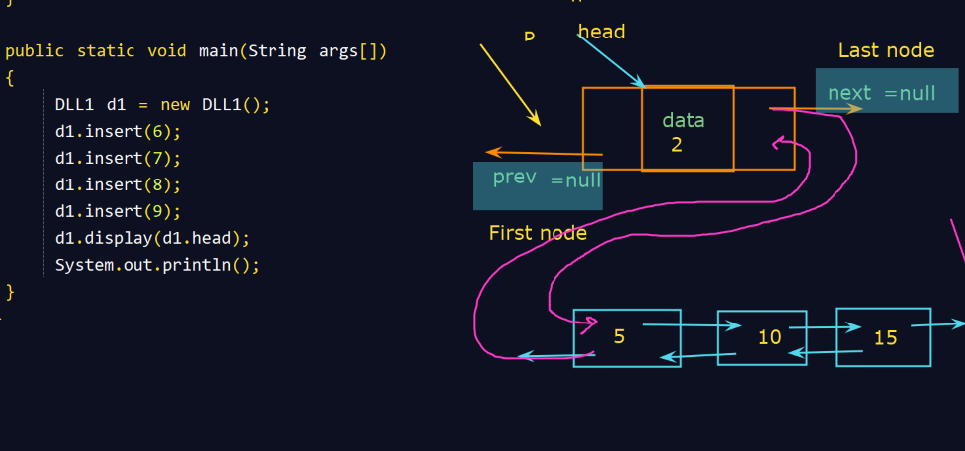 }
public static void main(String args[])
{
DLL1 d1 = new DLL1();
d1.insert(6);
d1.insert(7);
d1.insert(8);
d1.insert(9);
d1.display(d1.head);
System.out.println();
}
head
Last node
next =null
data
2
prev =null
First node
5
10
15